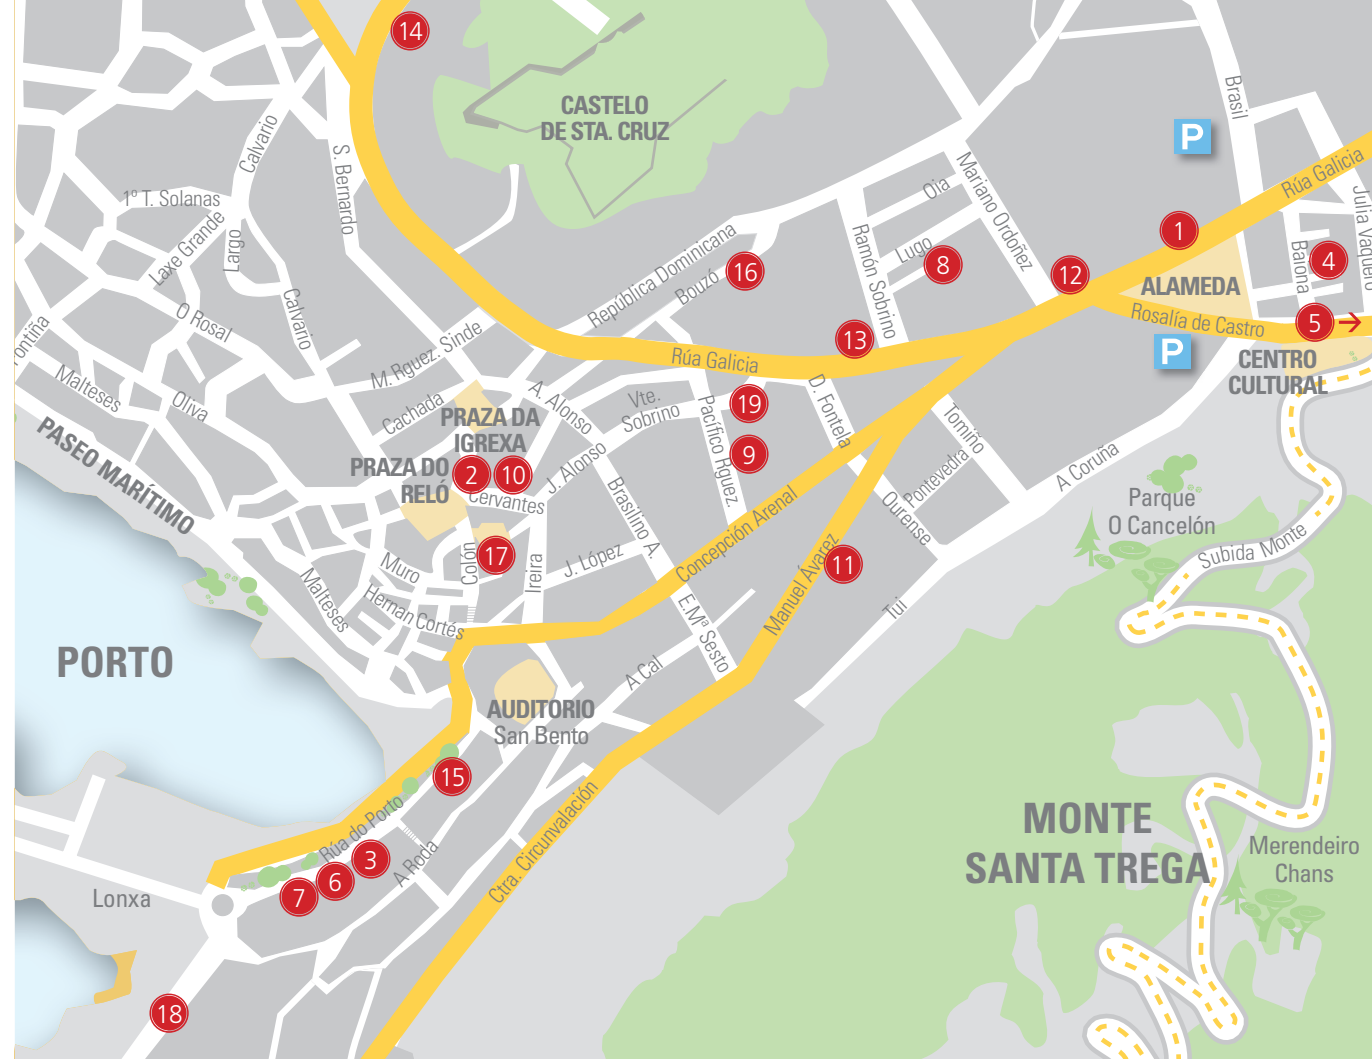 14
CASTELO
DE STA. CRUZ
Brasil
P
Calvario
S. Bernardo
Mariano Ordoñez
Oia
Rúa Galicia
Julia Vaquero
1º T. Solanas
Laxe Grande
Largo
República Dominicana
Bouzó
16
Ramón Sobrino
Lugo
8
12
1
ALAMEDA
Baiona
4
Calvario
O Rosal
M. Rguez. Sinde
13
Rosalía de Castro
5
P
CENTRO
CULTURAL
Malteses
Oliva
Cachada
Rúa Galicia
A. Alonso
Vte.
Sobrino
Pacífico Rguez.
19
D. Fontela
Tomiño
PRAZA DA
IGREXA
PASEO MARÍTIMO
PRAZA DO
RELÓ
2
10
Cervantes
J. Alonso
9
Pontevedra
A Coruña
Parque
O Cancelón
Brasilino A.
Concepción Arenal
Ourense
Subida Monte
Muro
Colón
17
Ireira
J. López
Manuel Ávarez
11
Malteses
Hernan Cortés
E.Mª Sesto
Tui
PORTO
A Cal
AUDITORIO
San Bento
15
Rúa do Porto
Ctra. Circunvalación
MONTE
SANTA TREGA
Merendeiro
Chans
3
A Roda
6
7
Lonxa
18